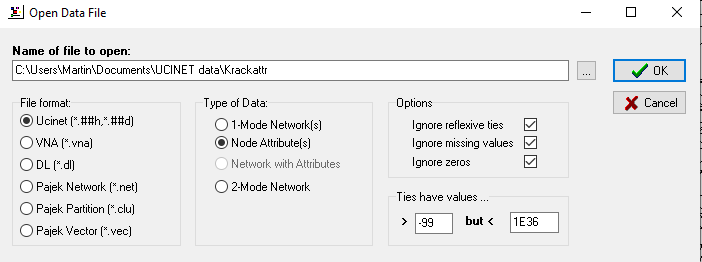 Open Data File
Name of file to open:
C:\Users\Martin\Documents\UCINET data\Krackattr
...
OK
Cancel
File format:
Ucinet (*.##h,*.##d)
VNA (*.vna)
DL (*.dl)
Pajek Network (*.net)
Pajek Partition (*.clu)
Pajek Vector (*.vec)
Type of Data:
1-Mode Network(s)
Node Attribute(s)
Network with Attributes
2-Mode Network
Options
Ignore reflexive ties
Ignore missing values
Ignore zeros
Ties have values ...
> -99 but < 1E36